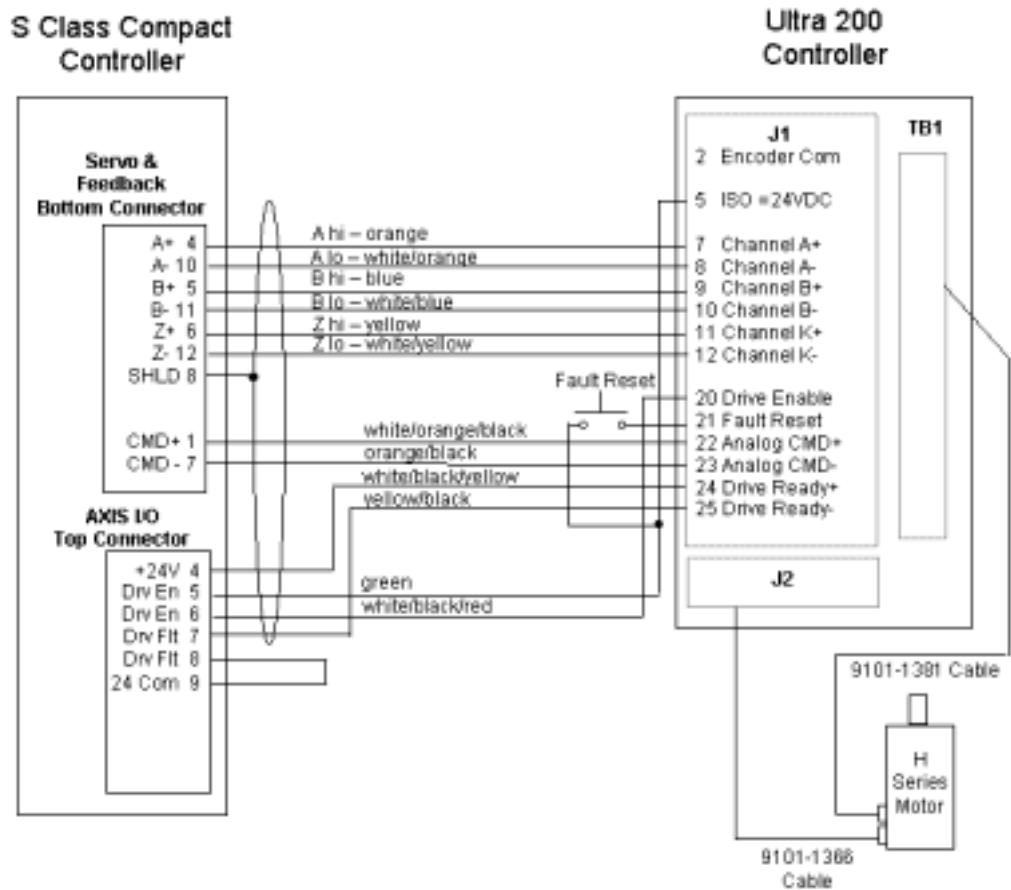 S Class Compact
Controller
Ultra 200
Controller
Servo &
Feedback
Bottom Connector
A+ 4
A- 10
B+ 5
B- 11
Z+ 6
Z- 12
SHLD 8
CMD+ 1
CMD - 7
AXIS I/O
Top Connector
+24V 4
Drv En 5
Drv En 6
Drv Flt 7
Drv Flt 8
24 Com 9
A hi – orange
A lo – white/orange
B hi – blue
B lo – white/blue
Z hi – yellow
Z lo – white/yellow
Fault Reset
white/orange/black
orange/black
white/black/yellow
yellow/black
green
white/black/red
J1
2 Encoder Com
5 ISO =24VDC
7 Channel A+
8 Channel A-
9 Channel B+
10 Channel B-
11 Channel K+
12 Channel K-
20 Drive Enable
21 Fault Reset
22 Analog CMD+
23 Analog CMD-
24 Drive Ready+
25 Drive Ready-
J2
TB1
9101-1381 Cable
H
Series
Motor
9101-1366
Cable